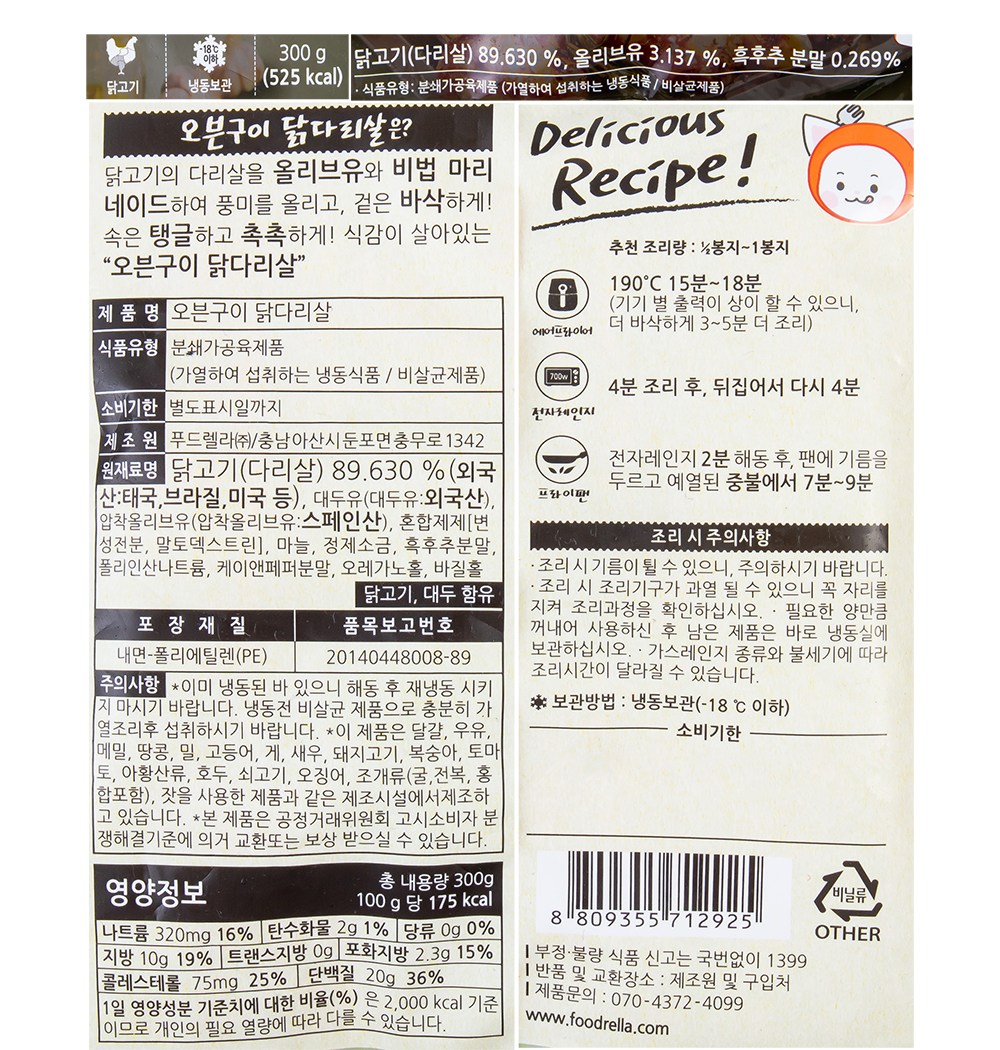 닭고기
-18℃
이하
냉동보관
300 g
(525 kcal)
닭고기(다리살) 89.630 %, 올리브유 3.137 %, 흑후추 분말 0.269%
· 식품유형: 분쇄가공육제품 (가열하여 섭취하는 냉동식품 / 비살균제품)
오븐구이 닭다리살은?
닭고기의 다리살을 올리브유와 비법 마리
네이드하여 풍미를 올리고, 겉은 바삭하게!
속은 탱글하고 촉촉하게! 식감이 살아있는
“오븐구이 닭다리살”
제 품 명 오븐구이 닭다리살
식품유형 분쇄가공육제품
(가열하여 섭취하는 냉동식품 / 비살균제품)
소비기한 별도표시일까지
제 조 원 푸드렐라㈜/충남아산시둔포면충무로1342
원재료명 닭고기(다리살) 89.630 % (외국
산:태국,브라질,미국 등), 대두유(대두유:외국산),
압착올리브유(압착올리브유:스페인산), 혼합제제[변
성전분, 말토덱스트린], 마늘, 정제소금, 흑후추분말,
폴리인산나트륨, 케이앤페퍼분말, 오레가노홀, 바질홀
닭고기, 대두 함유
포 장 재 질 품목보고번호
내면-폴리에틸렌(PE) 20140448008-89
주의사항 *이미 냉동된 바 있으니 해동 후 재냉동 시키
지 마시기 바랍니다. 냉동전 비살균 제품으로 충분히 가
열조리후 섭취하시기 바랍니다. *이 제품은 달걀, 우유,
메밀, 땅콩, 밀, 고등어, 게, 새우, 돼지고기, 복숭아, 토마
토, 아황산류, 호두, 쇠고기, 오징어, 조개류(굴,전복, 홍
합포함), 잣을 사용한 제품과 같은 제조시설에서제조하
고 있습니다. *본 제품은 공정거래위원회 고시소비자 분
쟁해결기준에 의거 교환또는 보상 받으실 수 있습니다.
영양정보
총 내용량 300g
100 g 당 175 kcal
나트륨 320mg 16% 탄수화물 2g 1% 당류 0g 0%
지방 10g 19% 트랜스지방 0g 포화지방 2.3g 15%
콜레스테롤 75mg 25% 단백질 20g 36%
1일 영양성분 기준치에 대한 비율(%) 은 2,000 kcal 기준
이므로 개인의 필요 열량에 따라 다를 수 있습니다.
Delicious
Recipe!
추천 조리량 : ½봉지~1봉지
에어프라이어
190℃ 15분~18분
(기기 별 출력이 상이 할 수 있으니,
더 바삭하게 3~5분 더 조리)
700w
전자레인지
4분 조리 후, 뒤집어서 다시 4분
프라이팬
전자레인지 2분 해동 후, 팬에 기름을
두르고 예열된 중불에서 7분~9분
조리 시 주의사항
· 조리 시 기름이 튈 수 있으니, 주의하시기 바랍니다.
· 조리 시 조리기구가 과열 될 수 있으니 꼭 자리를
지켜 조리과정을 확인하십시오. · 필요한 양만큼
꺼내어 사용하신 후 남은 제품은 바로 냉동실에
보관하십시오. · 가스레인지 종류와 불세기에 따라
조리시간이 달라질 수 있습니다.
❄ 보관방법 : 냉동보관(-18 ℃ 이하)
소비기한
8 809355 712925
비닐류
OTHER
부정·불량 식품 신고는 국번없이 1399
반품 및 교환장소 : 제조원 및 구입처
제품문의 : 070-4372-4099
www.foodrella.com